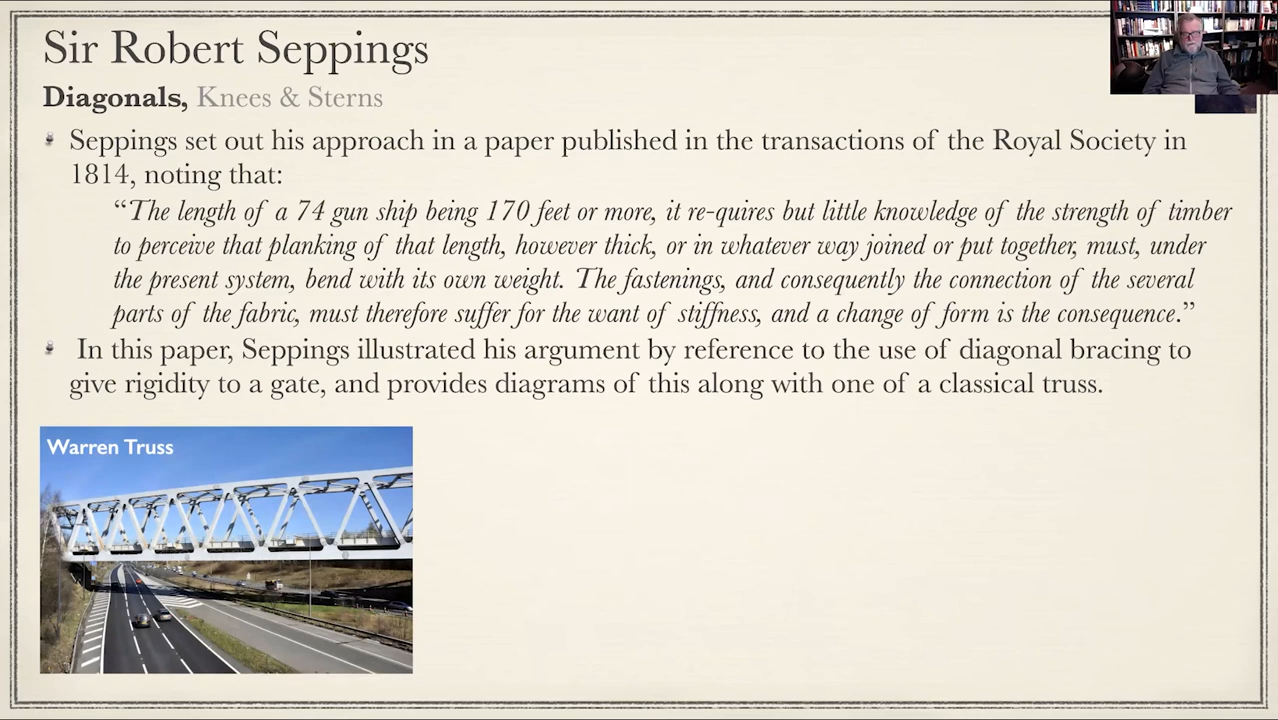 Sir Robert Seppings
Diagonals, Knees & Sterns
Seppings set out his approach in a paper published in the transactions of the Royal Society in
1814, noting that:
“The length of a 74 gun ship being 170 feet or more, it re-quires but little knowledge of the strength of timber
to perceive that planking of that length, however thick, or in whatever way joined or put together, must, under
the present system, bend with its own weight. The fastenings, and consequently the connection of the several
parts of the fabric, must therefore suffer for the want of stiffness, and a change of form is the consequence.”
In this paper, Seppings illustrated his argument by reference to the use of diagonal bracing to
give rigidity to a gate, and provides diagrams of this along with one of a classical truss.
Warren Truss